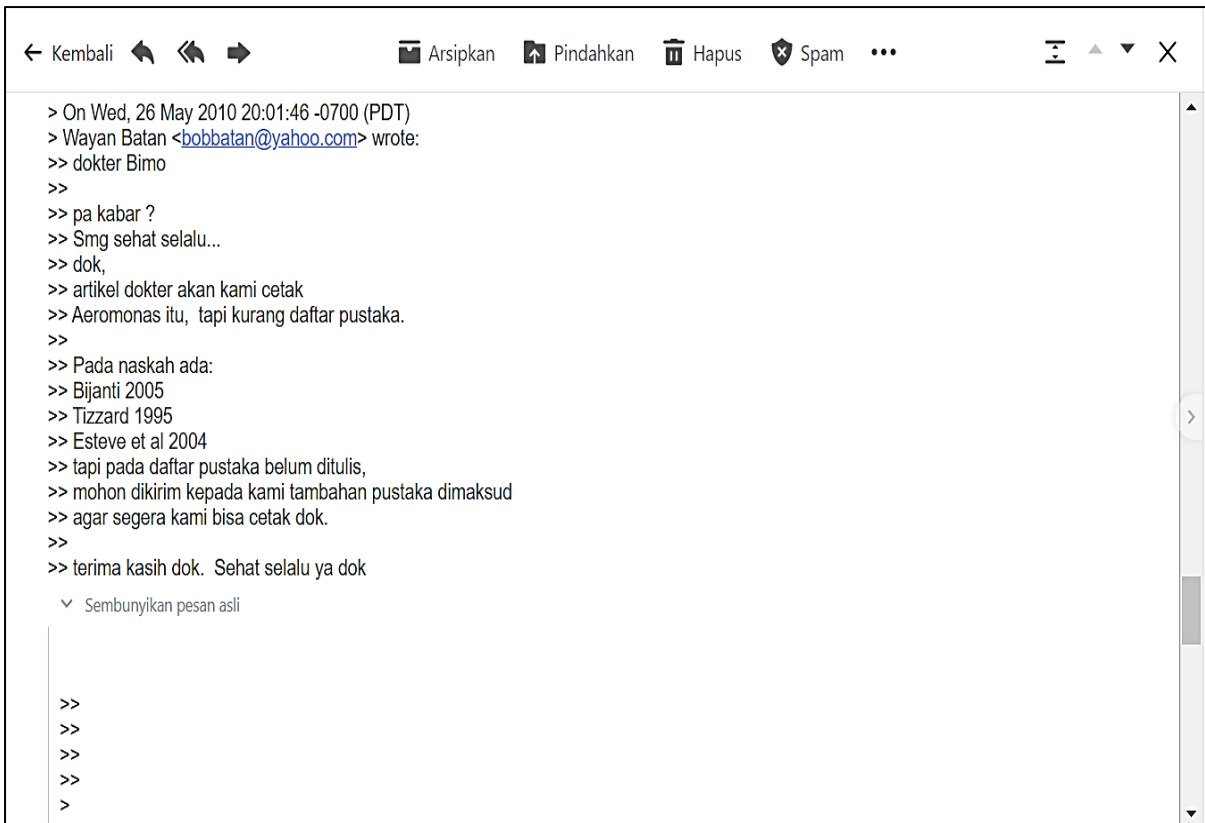 ← Kembali Arsipkan Pindahkan Hapus Spam •••
> On Wed, 26 May 2010 20:01:46 -0700 (PDT)
> Wayan Batan <bobbatan@yahoo.com> wrote:
>> dokter Bimo
>>
>> pa kabar ?
>> Smg sehat selalu...
>> dok,
>> artikel dokter akan kami cetak
>> Aeromonas itu,  tapi kurang daftar pustaka.
>>
>> Pada naskah ada:
>> Bijanti 2005
>> Tizzard 1995
>> Esteve et al 2004
>> tapi pada daftar pustaka belum ditulis,
>> mohon dikirim kepada kami tambahan pustaka dimaksud
>> agar segera kami bisa cetak dok.
>>
>> terima kasih dok.  Sehat selalu ya dok
Sembunyikan pesan asli
>>
>>
>>
>>
>